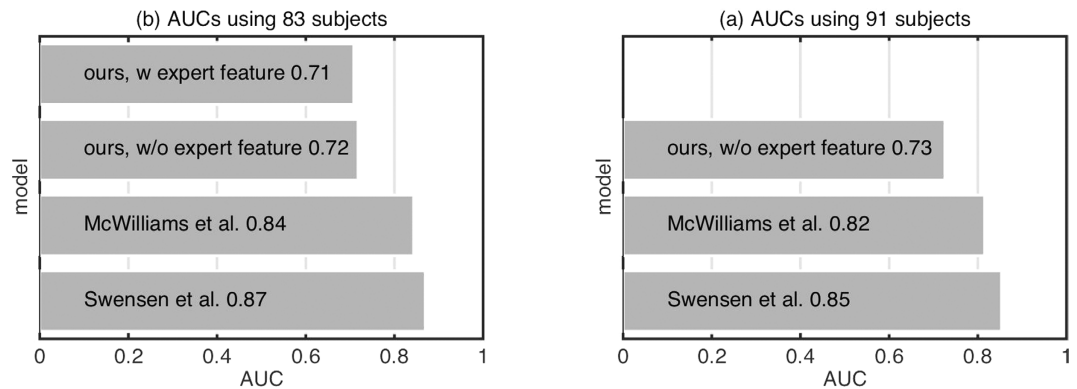 (b) AUCs using 83 subjects
model
ours, w expert feature 0.71
ours, w/o expert feature 0.72
McWilliams et al. 0.84
Swensen et al. 0.87
0 0.2 0.4 0.6 0.8 1
AUC
(a) AUCs using 91 subjects
model
ours, w/o expert feature 0.73
McWilliams et al. 0.82
Swensen et al. 0.85
0 0.2 0.4 0.6 0.8 1
AUC